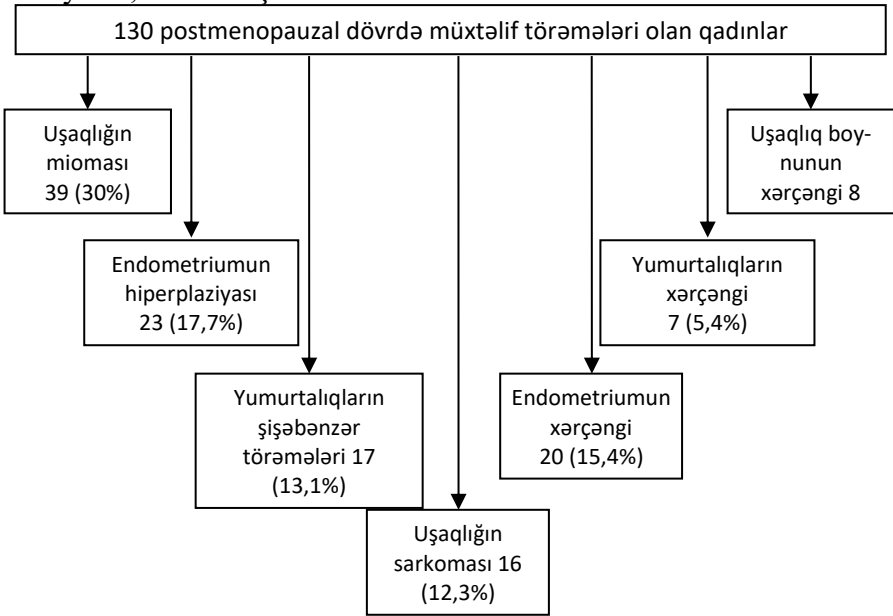 130 postmenopauzal dövrdə müxtəlif törəmələri olan qadınlar
Uşaqlığın
mioması
39 (30%)
Uşaqlıq boy-
nunun
xərçəngi 8
Endometriumun
hiperplaziyası
23 (17,7%)
Yumurtalıqların
xərçəngi
7 (5,4%)
Yumurtalıqların
şişəbənzər
törəmələri 17
(13,1%)
Endometriumun
xərçəngi
20 (15,4%)
Uşaqlığın
sarkoması 16
(12,3%)